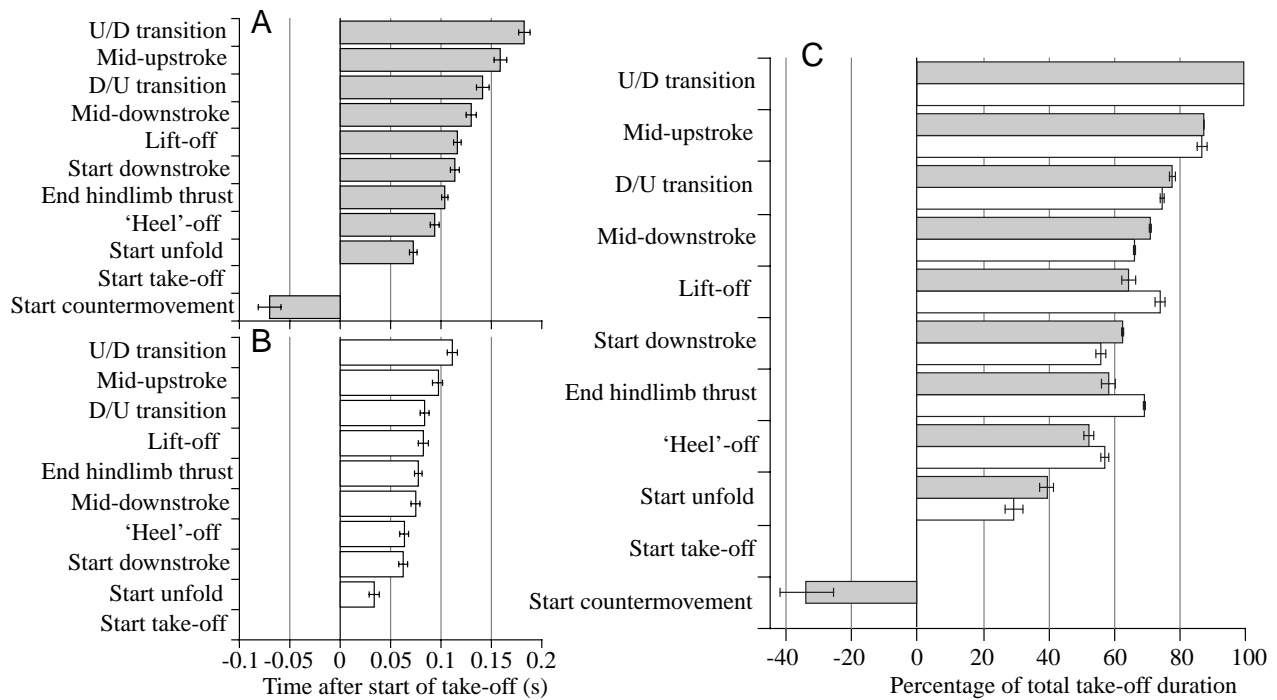 A
U/D transition
Mid-upstroke
D/U transition
Mid-downstroke
Lift-off
Start downstroke
End hindlimb thrust
‘Heel’-off
Start unfold
Start take-off
Start countermovement
B
U/D transition
Mid-upstroke
D/U transition
Lift-off
End hindlimb thrust
Mid-downstroke
‘Heel’-off
Start downstroke
Start unfold
Start take-off
-0.1 -0.05 0 0.05 0.1 0.15 0.2
Time after start of take-off (s)
C
U/D transition
Mid-upstroke
D/U transition
Mid-downstroke
Lift-off
Start downstroke
End hindlimb thrust
‘Heel’-off
Start unfold
Start take-off
Start countermovement
-40 -20 0 20 40 60 80 100
Percentage of total take-off duration